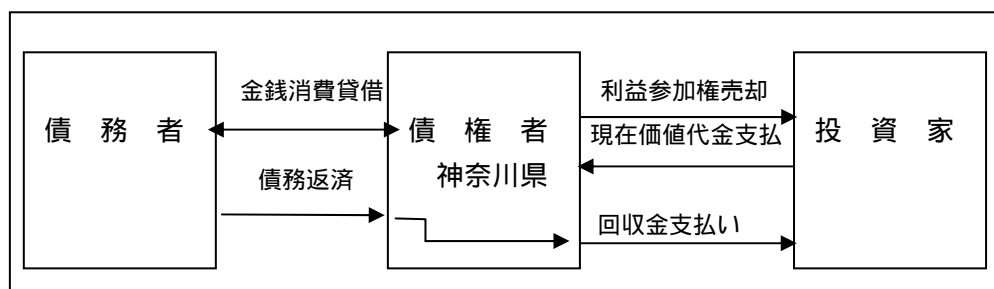 金銭消費貸借
利益参加権売却
債 務 者
債 権 者
現在価値代金支払
投 資 家
神奈川県
債務返済
回収金支払い